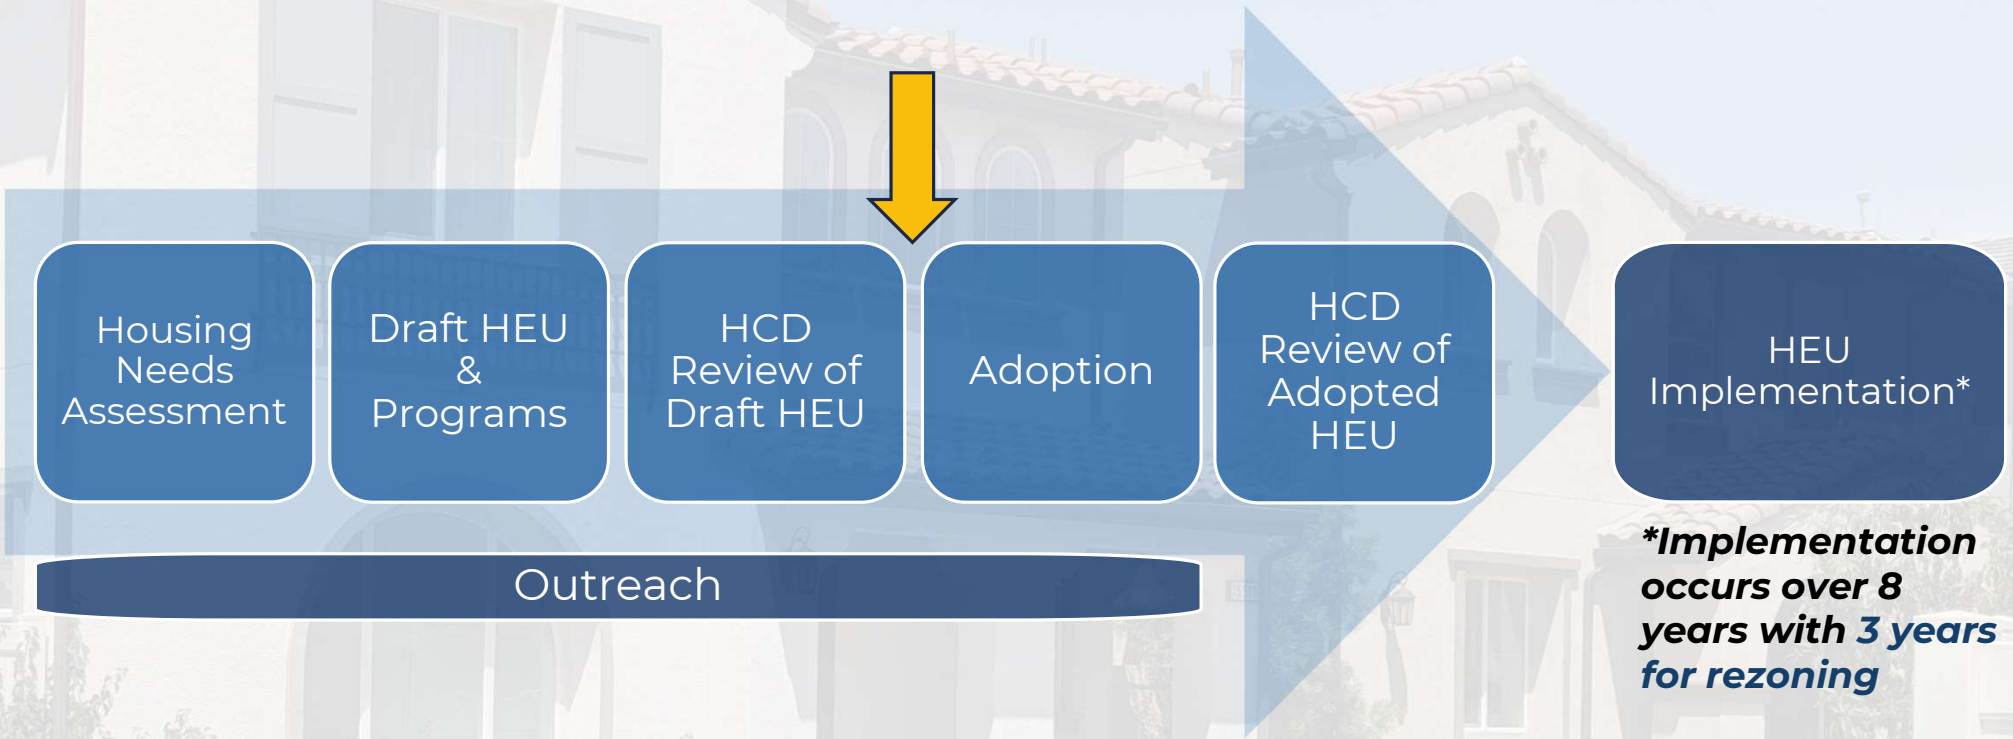 Housing
Needs
Assessment
Draft HEU
&
Programs
HCD
Review of
Draft HEU
Adoption
HCD
Review of
Adopted
HEU
HEU
Implementation*
Outreach
*Implementation
occurs over 8
years with 3 years
for rezoning